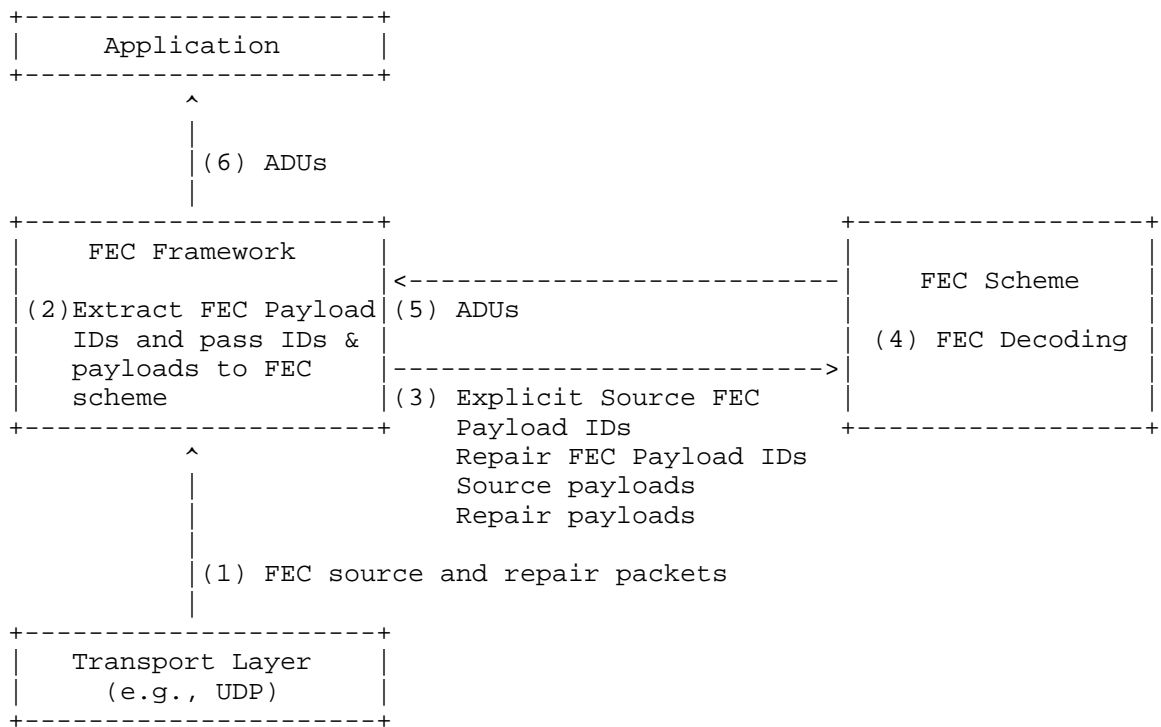 Application
(6) ADUs
FEC Framework
FEC Scheme
(2)Extract FEC Payload (5) ADUs
IDs and pass IDs & (4) FEC Decoding
payloads to FEC
scheme (3) Explicit Source FEC
Payload IDs
Repair FEC Payload IDs
Source payloads
Repair payloads
(1) FEC source and repair packets
Transport Layer
(e.g., UDP)